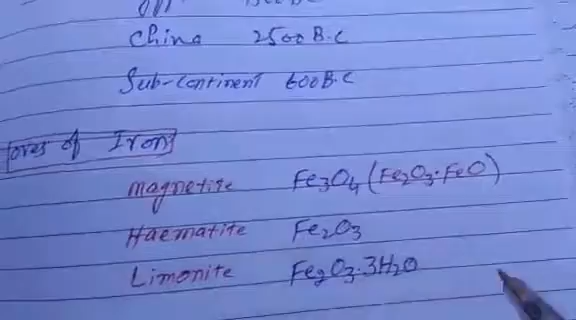 China 2500 B.C
Sub-Continent 600 B.C
ores of Iron
Magnetite Fe₃O₄ (Fe₂O₃·FeO)
Haematite Fe₂O₃
Limonite Fe₂O₃·3H₂O